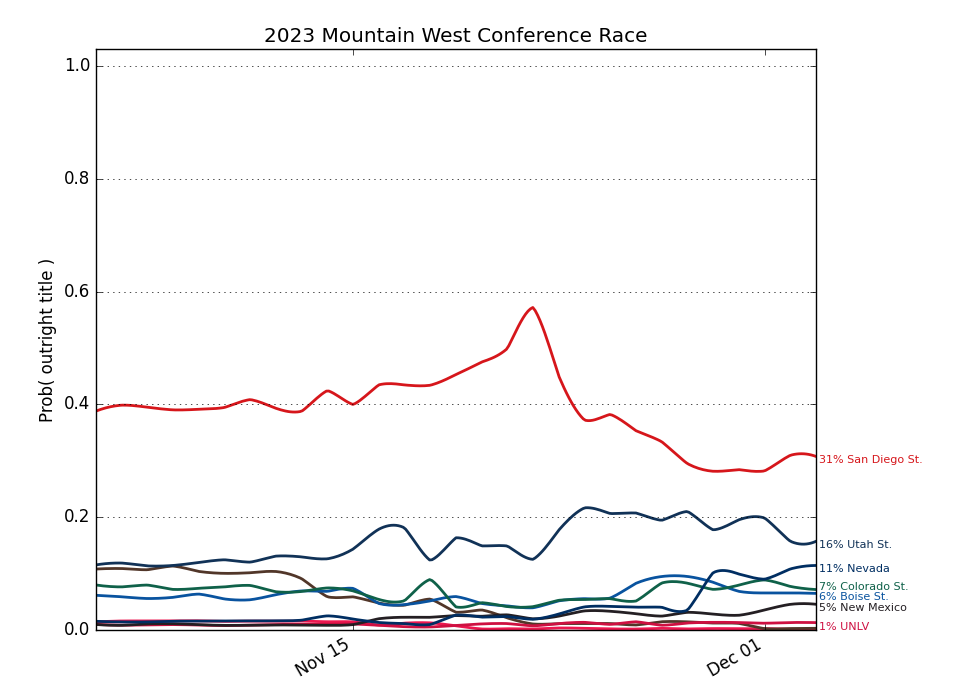 2023 Mountain West Conference Race
Prob( outright title )
1.0
0.8
0.6
0.4
0.2
0.0
31% San Diego St.
16% Utah St.
11% Nevada
7% Colorado St.
6% Boise St.
5% New Mexico
1% UNLV
Nov 15
Dec 01